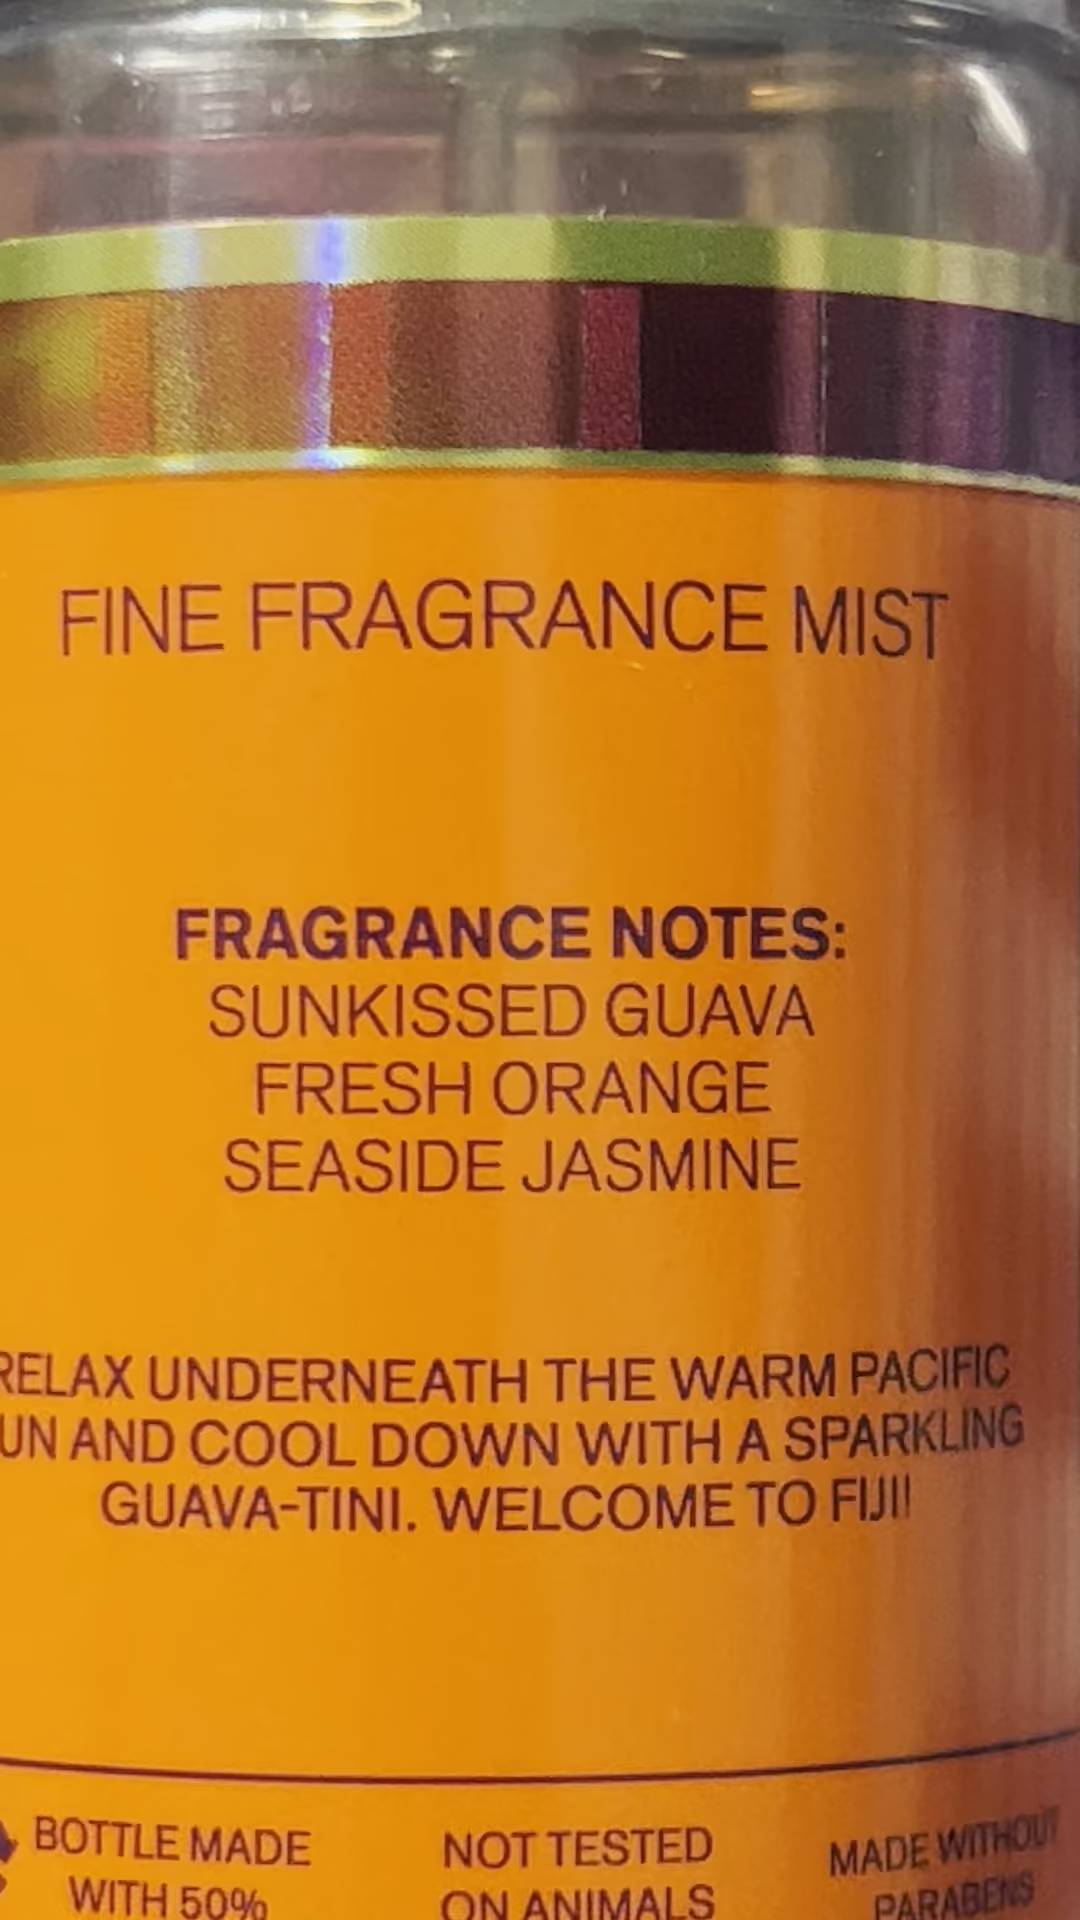 FINE FRAGRANCE MIST
FRAGRANCE NOTES:
SUNKISSED GUAVA
FRESH ORANGE
SEASIDE JASMINE
RELAX UNDERNEATH THE WARM PACIFIC
UN AND COOL DOWN WITH A SPARKLING
GUAVA-TINI. WELCOME TO FIJI!
BOTTLE MADE
WITH 50%
NOT TESTED
ON ANIMALS
MADE WITHOUT
PARABENS